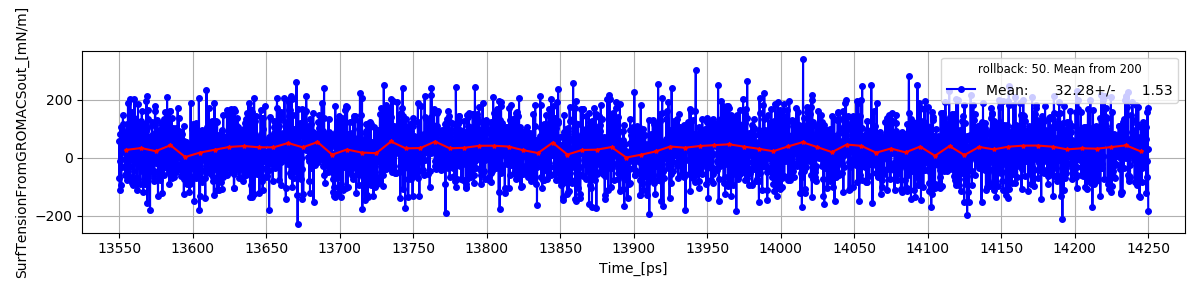 SurfTensionFromGROMACSout_[mN/m]
200
0
−200
rollback: 50. Mean from 200
Mean: 32.28+/- 1.53
13550 13600 13650 13700 13750 13800 13850 13900 13950 14000 14050 14100 14150 14200 14250
Time_[ps]